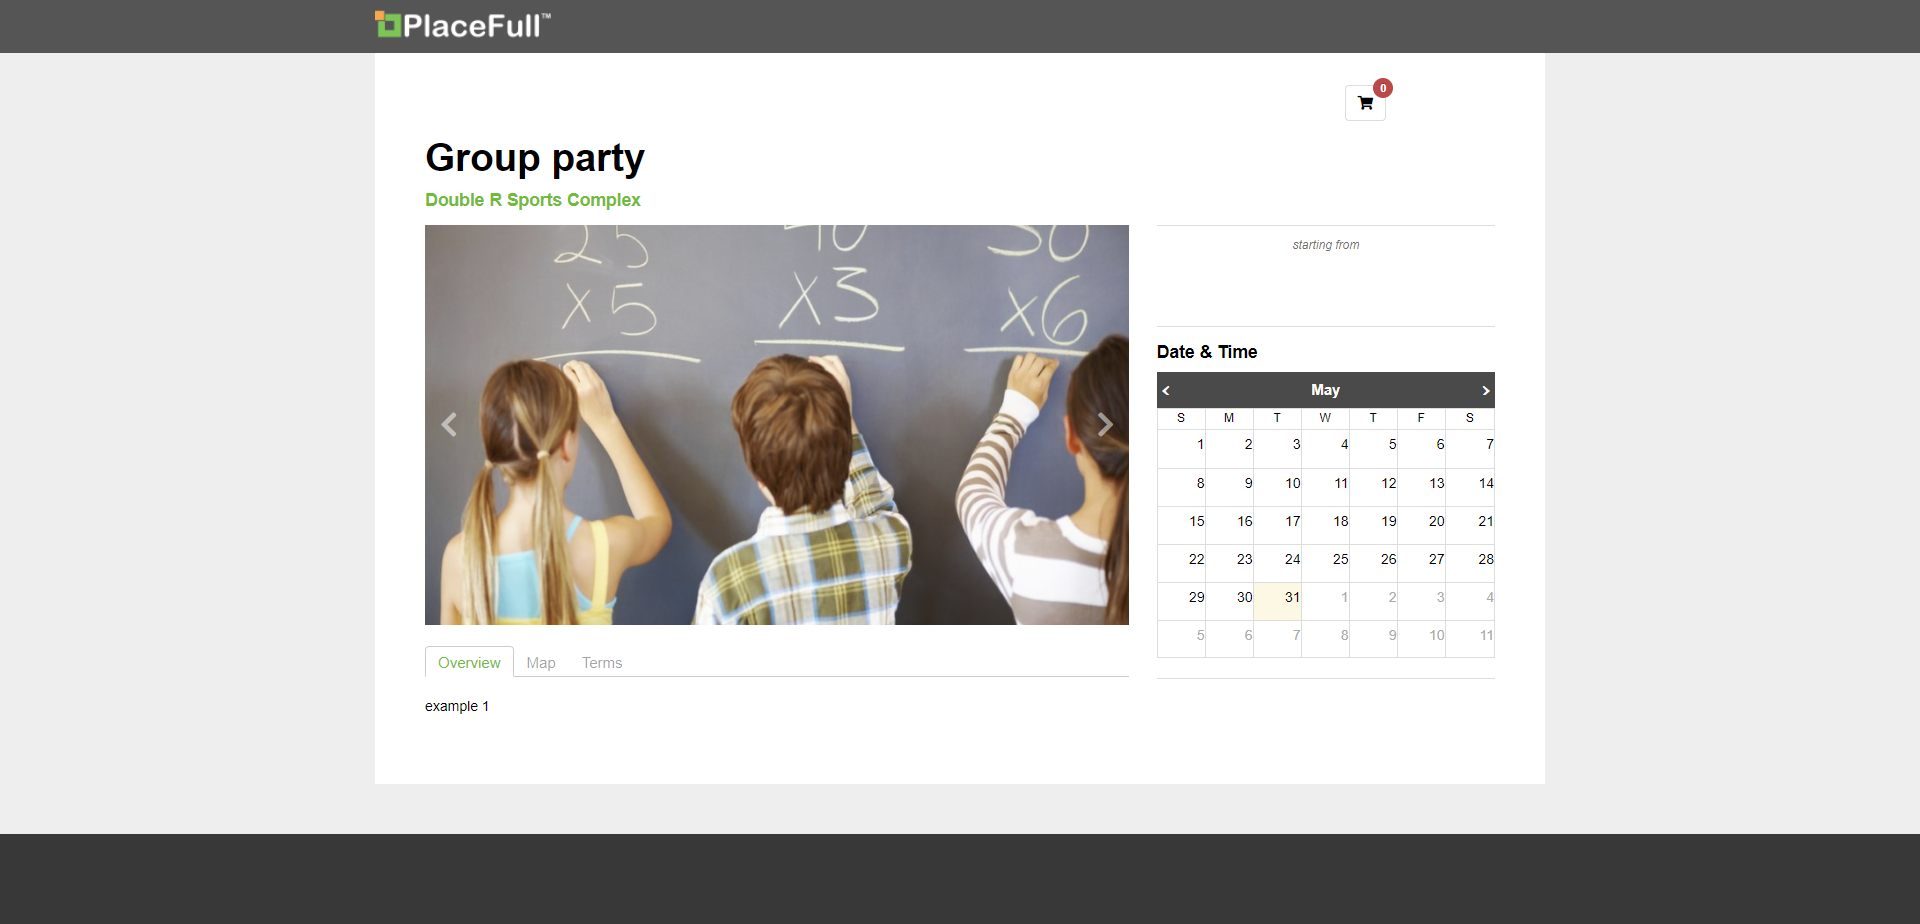 PlaceFull™
0
Group party
Double R Sports Complex
25 40 30
x5 x3 x6
starting from
Date & Time
May
S M T W T F S
1 2 3 4 5 6 7
8 9 10 11 12 13 14
15 16 17 18 19 20 21
22 23 24 25 26 27 28
29 30 31 1 2 3 4
5 6 7 8 9 10 11
Overview Map Terms
example 1